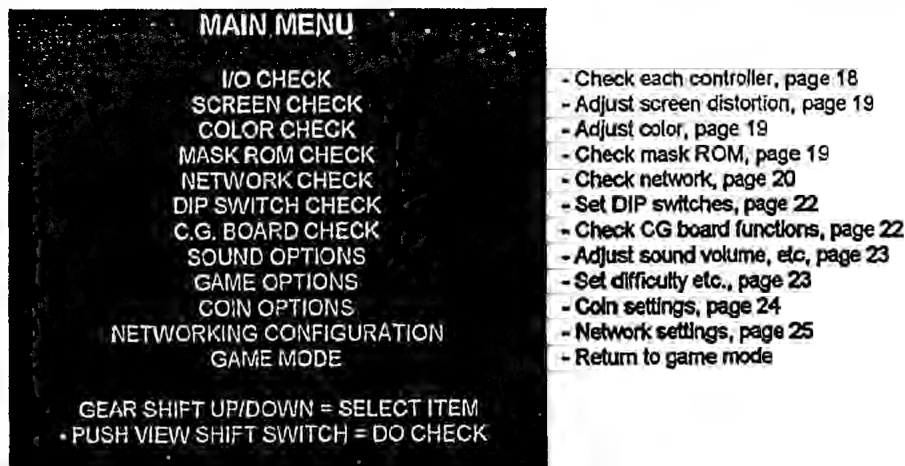 MAIN MENU
I/O CHECK - Check each controller, page 18
SCREEN CHECK - Adjust screen distortion, page 19
COLOR CHECK - Adjust color, page 19
MASK ROM CHECK - Check mask ROM, page 19
NETWORK CHECK - Check network, page 20
DIP SWITCH CHECK - Set DIP switches, page 22
C.G. BOARD CHECK - Check CG board functions, page 22
SOUND OPTIONS - Adjust sound volume, etc, page 23
GAME OPTIONS - Set difficulty etc., page 23
COIN OPTIONS - Coin settings, page 24
NETWORKING CONFIGURATION - Network settings, page 25
GAME MODE - Return to game mode
GEAR SHIFT UP/DOWN = SELECT ITEM
PUSH VIEW SHIFT SWITCH = DO CHECK